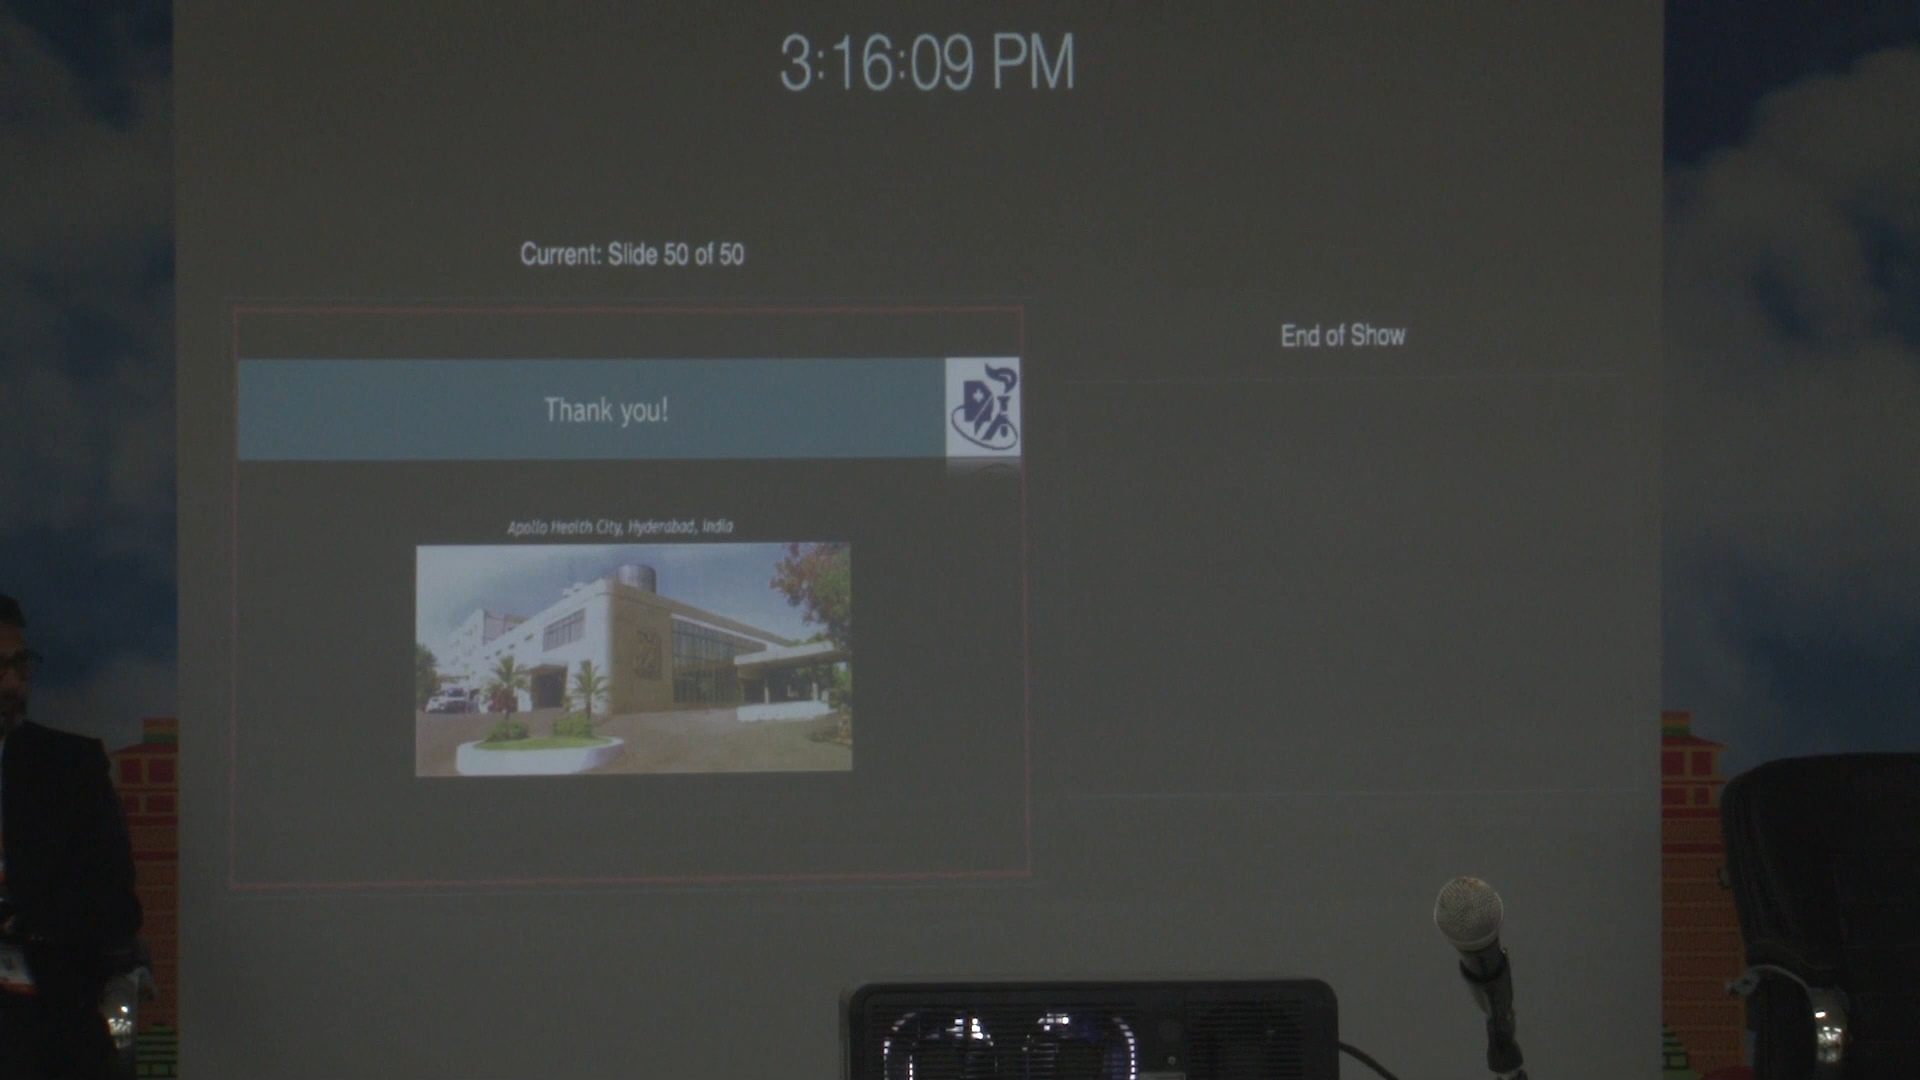 3:16:09 PM
Current: Slide 50 of 50
End of Show
Thank you!
Apollo Health City, Hyderabad, India